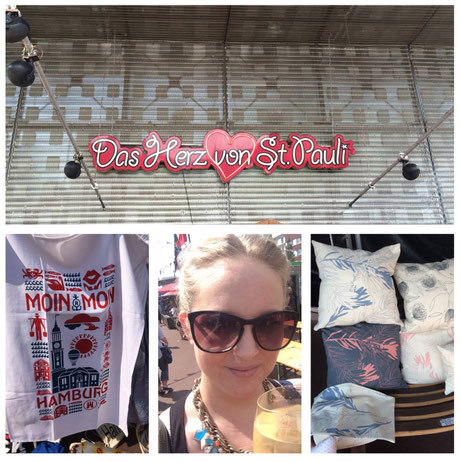 Das Herz von St. Pauli
MOIN MOIN
HAMBURG